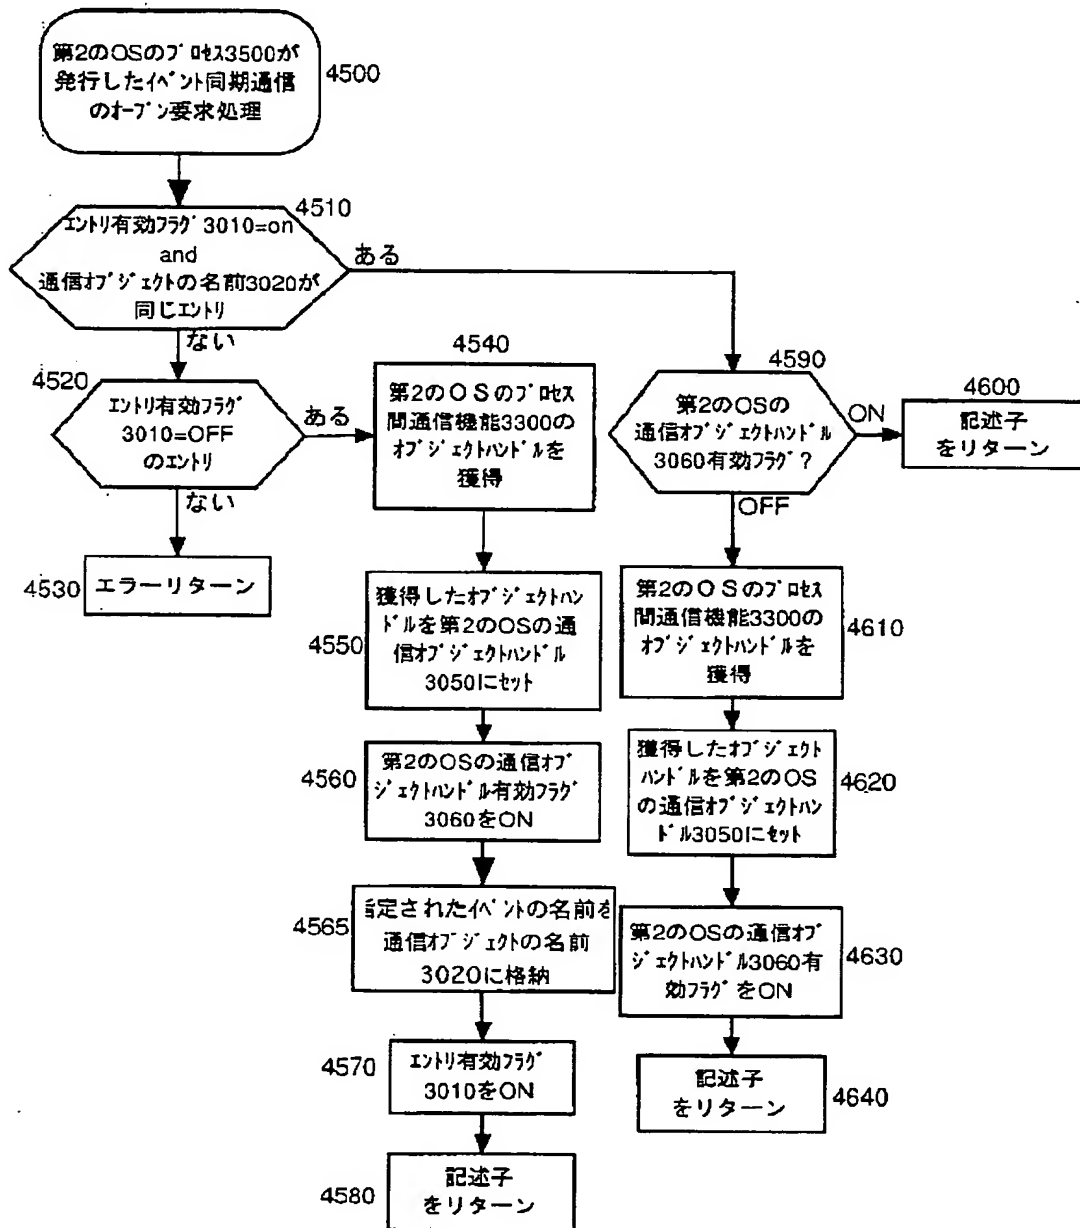 第2のOSのプロセス3500が
発行したイベント同期通信
のオープン要求処理
4500
4510
エントリ有効フラグ3010=on
and
通信オブジェクトの名前3020が
同じエントリ
ある
ない
4520
エントリ有効フラグ
3010=OFF
のエントリ
ある
ない
4530
エラーリターン
4540
第2のOSのプロセス
間通信機能3300の
オブジェクトハンドルを
獲得
4550
獲得したオブジェクトハン
ドルを第2のOSの通
信オブジェクトハンドル
3050にセット
4560
第2のOSの通信オブ
ジェクトハンドル有効フラグ
3060をON
4565
指定されたイベントの名前を
通信オブジェクトの名前
3020に格納
4570
エントリ有効フラグ
3010をON
4580
記述子
をリターン
4590
第2のOSの
通信オブジェクトハンドル
3060有効フラグ?
ON
OFF
4600
記述子
をリターン
第2のOSのプロセス
間通信機能3300の
オブジェクトハンドルを
獲得
4610
獲得したオブジェクト
ハンドルを第2のOS
の通信オブジェクトハン
ドル3050にセット
4620
第2のOSの通信オブ
ジェクトハンドル3060有
効フラグをON
4630
記述子
をリターン
4640